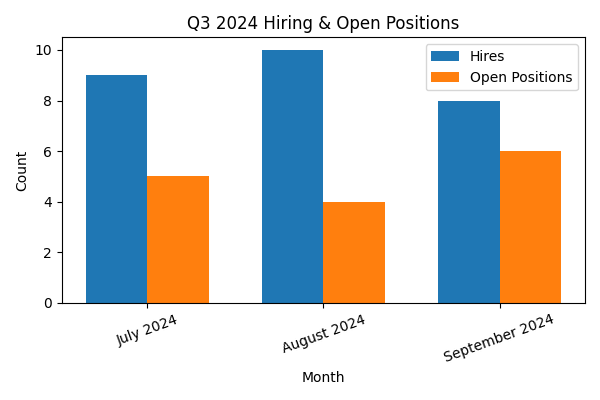 Q3 2024 Hiring & Open Positions
Hires
Open Positions
Count
10
8
6
4
2
0
July 2024
August 2024
September 2024
Month